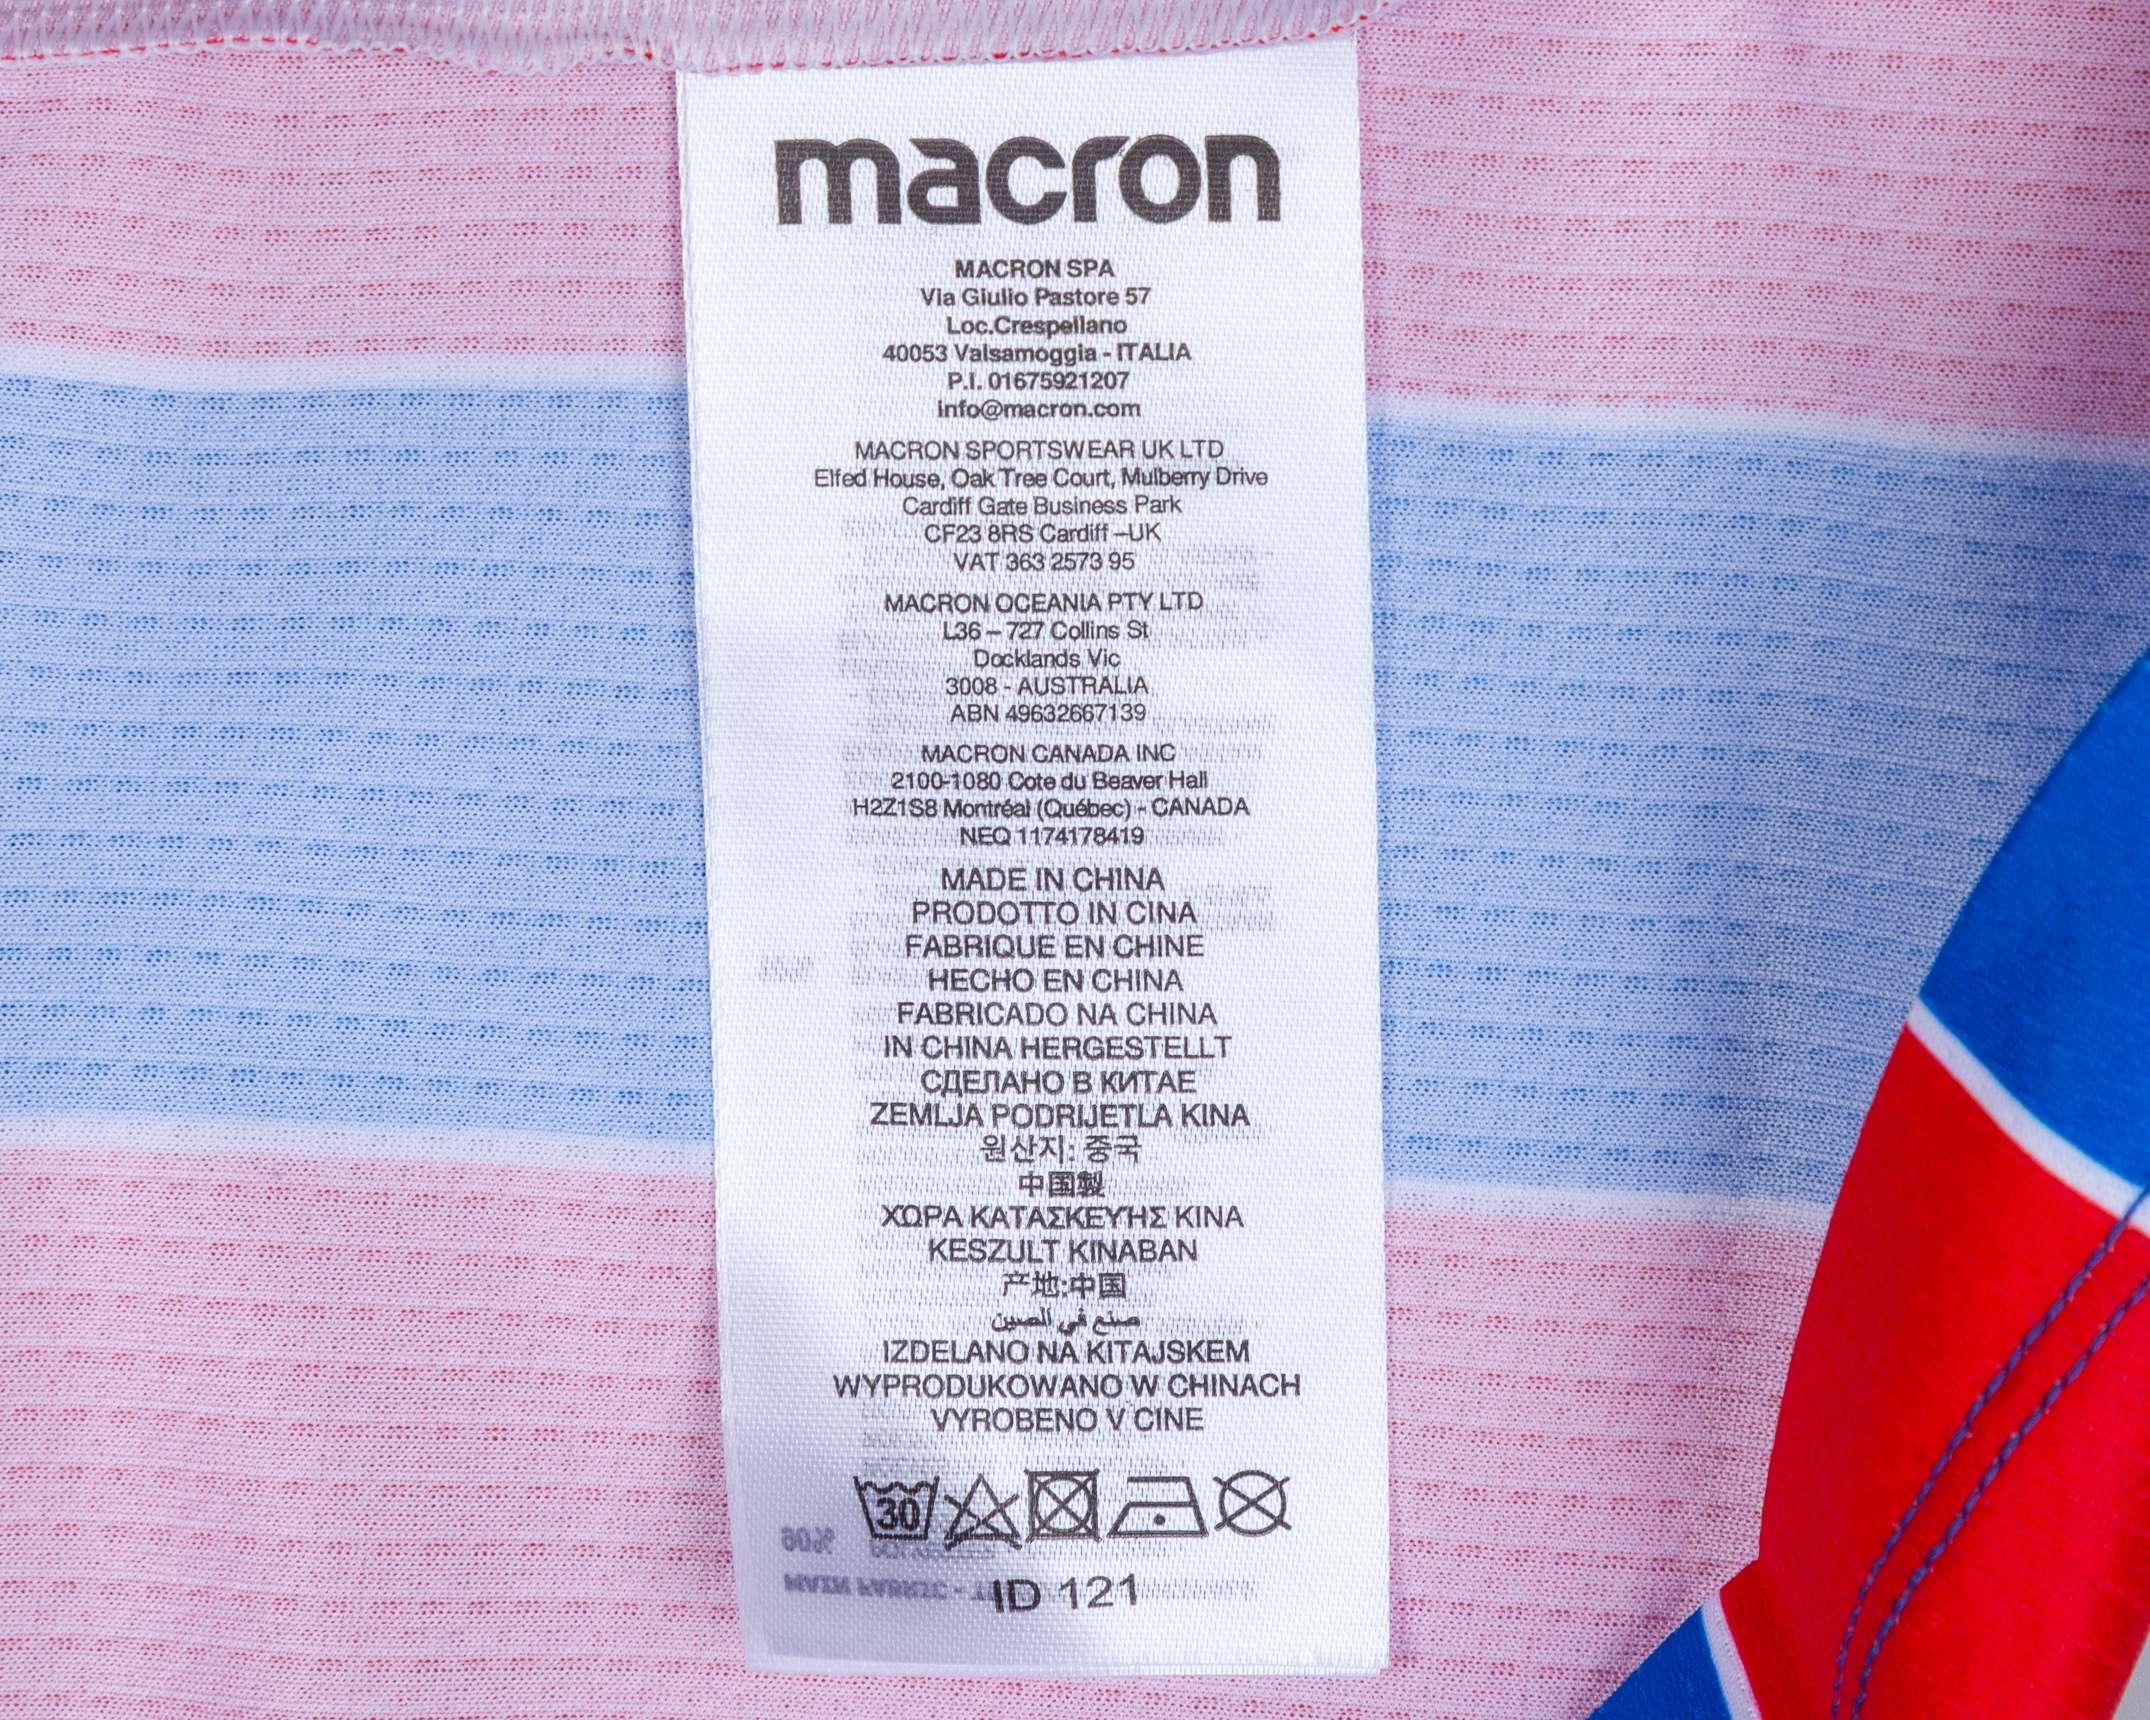 macron
MACRON SPA
Via Giulio Pastore 57
Loc.Crespellano
40053 Valsamoggia - ITALIA
P.I. 01675921207
info@macron.com
MACRON SPORTSWEAR UK LTD
Elfed House, Oak Tree Court, Mulberry Drive
Cardiff Gate Business Park
CF23 8RS Cardiff –UK
VAT 363 2573 95
MACRON OCEANIA PTY LTD
L36 – 727 Collins St
Docklands Vic
3008 - AUSTRALIA
ABN 49632667139
MACRON CANADA INC
2100-1080 Cote du Beaver Hall
H2Z1S8 Montréal (Québec) - CANADA
NEQ 1174178419
MADE IN CHINA
PRODOTTO IN CINA
FABRIQUE EN CHINE
HECHO EN CHINA
FABRICADO NA CHINA
IN CHINA HERGESTELLT
СДЕЛАНО В КИТАЕ
ZEMLJA PODRIJETLA KINA
원산지: 중국
中国製
ΧΩΡΑ ΚΑΤΑΣΚΕΥΉΣ ΚΙΝΑ
KESZULT KINABAN
产地:中国
صنع في الصين
IZDELANO NA KITAJSKEM
WYPRODUKOWANO W CHINACH
VYROBENO V CINE
30
ID 121